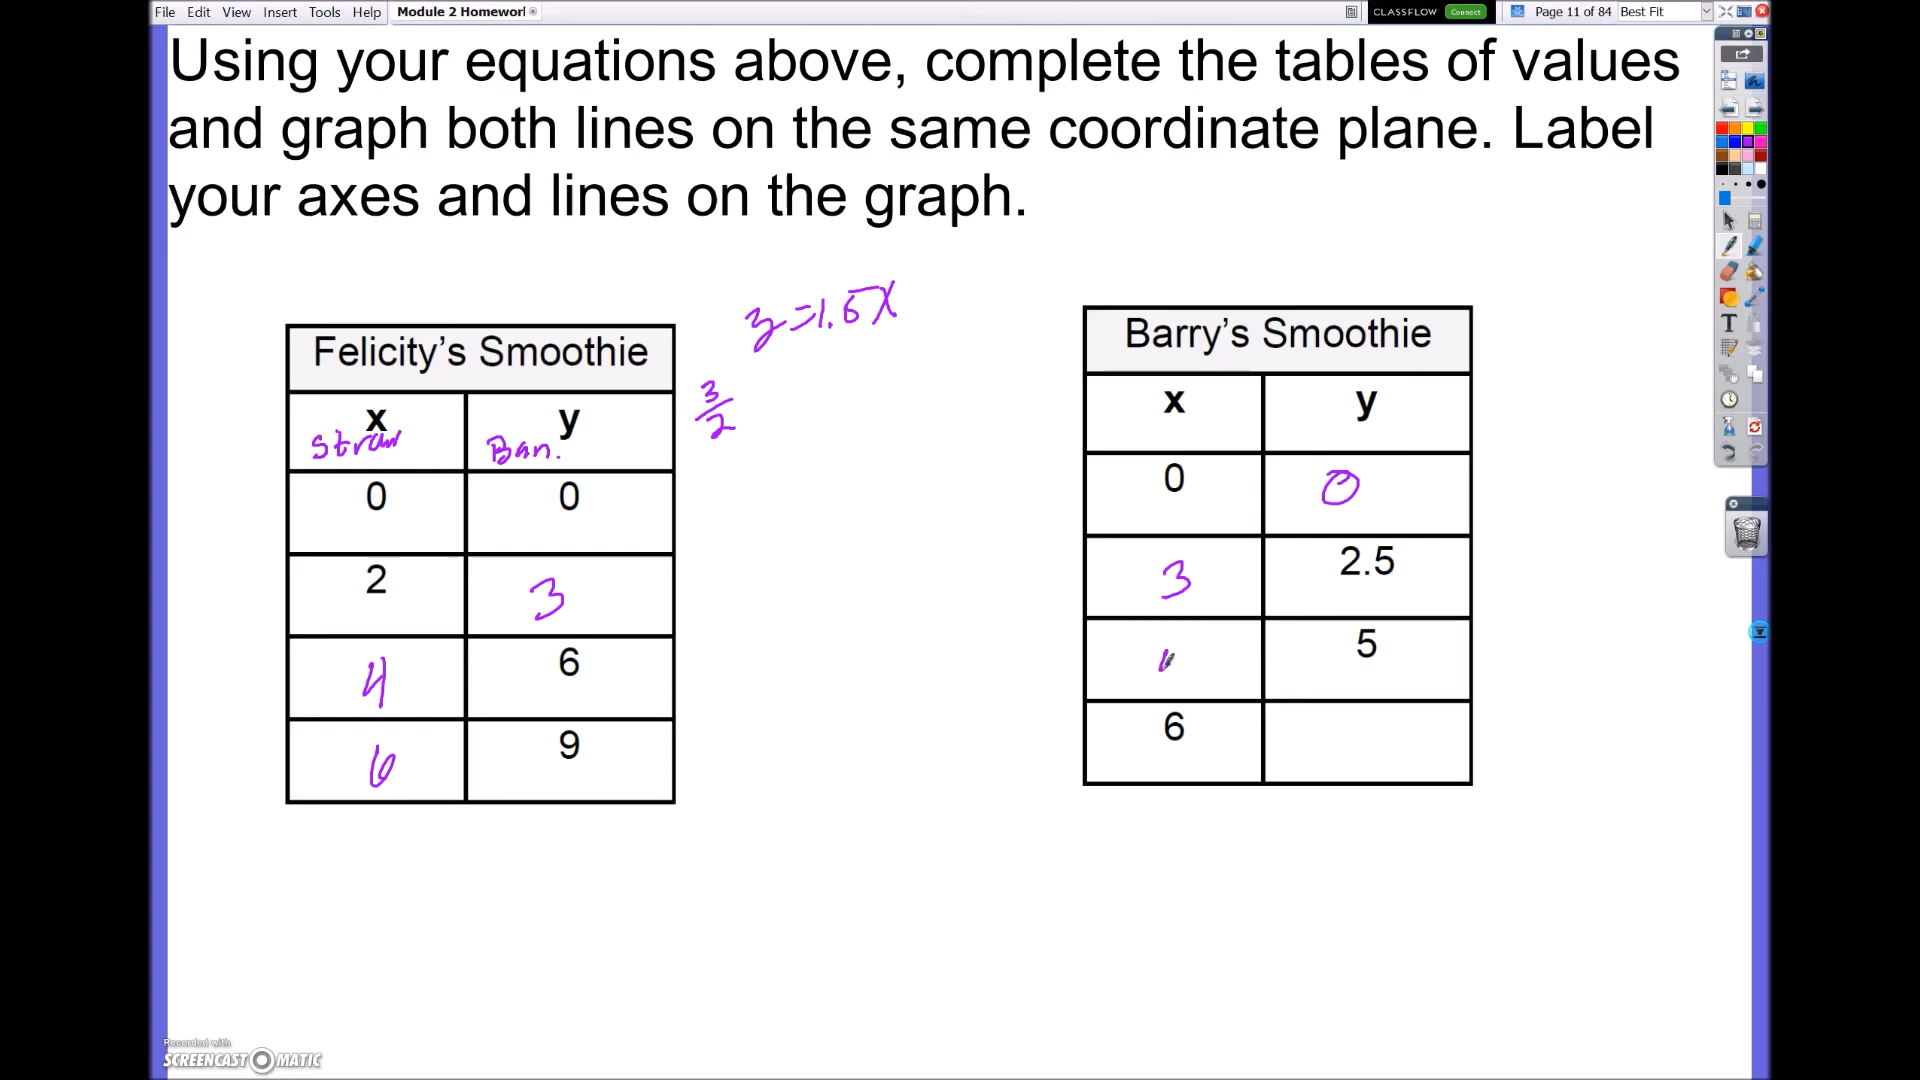 File Edit View Insert Tools Help Module 2 Homework CLASSFLOW Connect Page 11 of 84 Best Fit
Using your equations above, complete the tables of values
and graph both lines on the same coordinate plane. Label
your axes and lines on the graph.
y=1.5x
3/2
Felicity's Smoothie
x y
Straw Ban.
0 0
2 3
4 6
6 9
Barry's Smoothie
x y
0 0
3 2.5
5
6
Recorded with
SCREENCAST MATIC